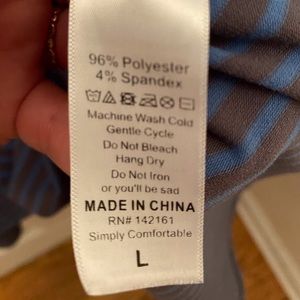 96% Polyester
4% Spandex
Machine Wash Cold
Gentle Cycle
Do Not Bleach
Hang Dry
Do Not Iron
or you'll be sad
MADE IN CHINA
RN# 142161
Simply Comfortable
L